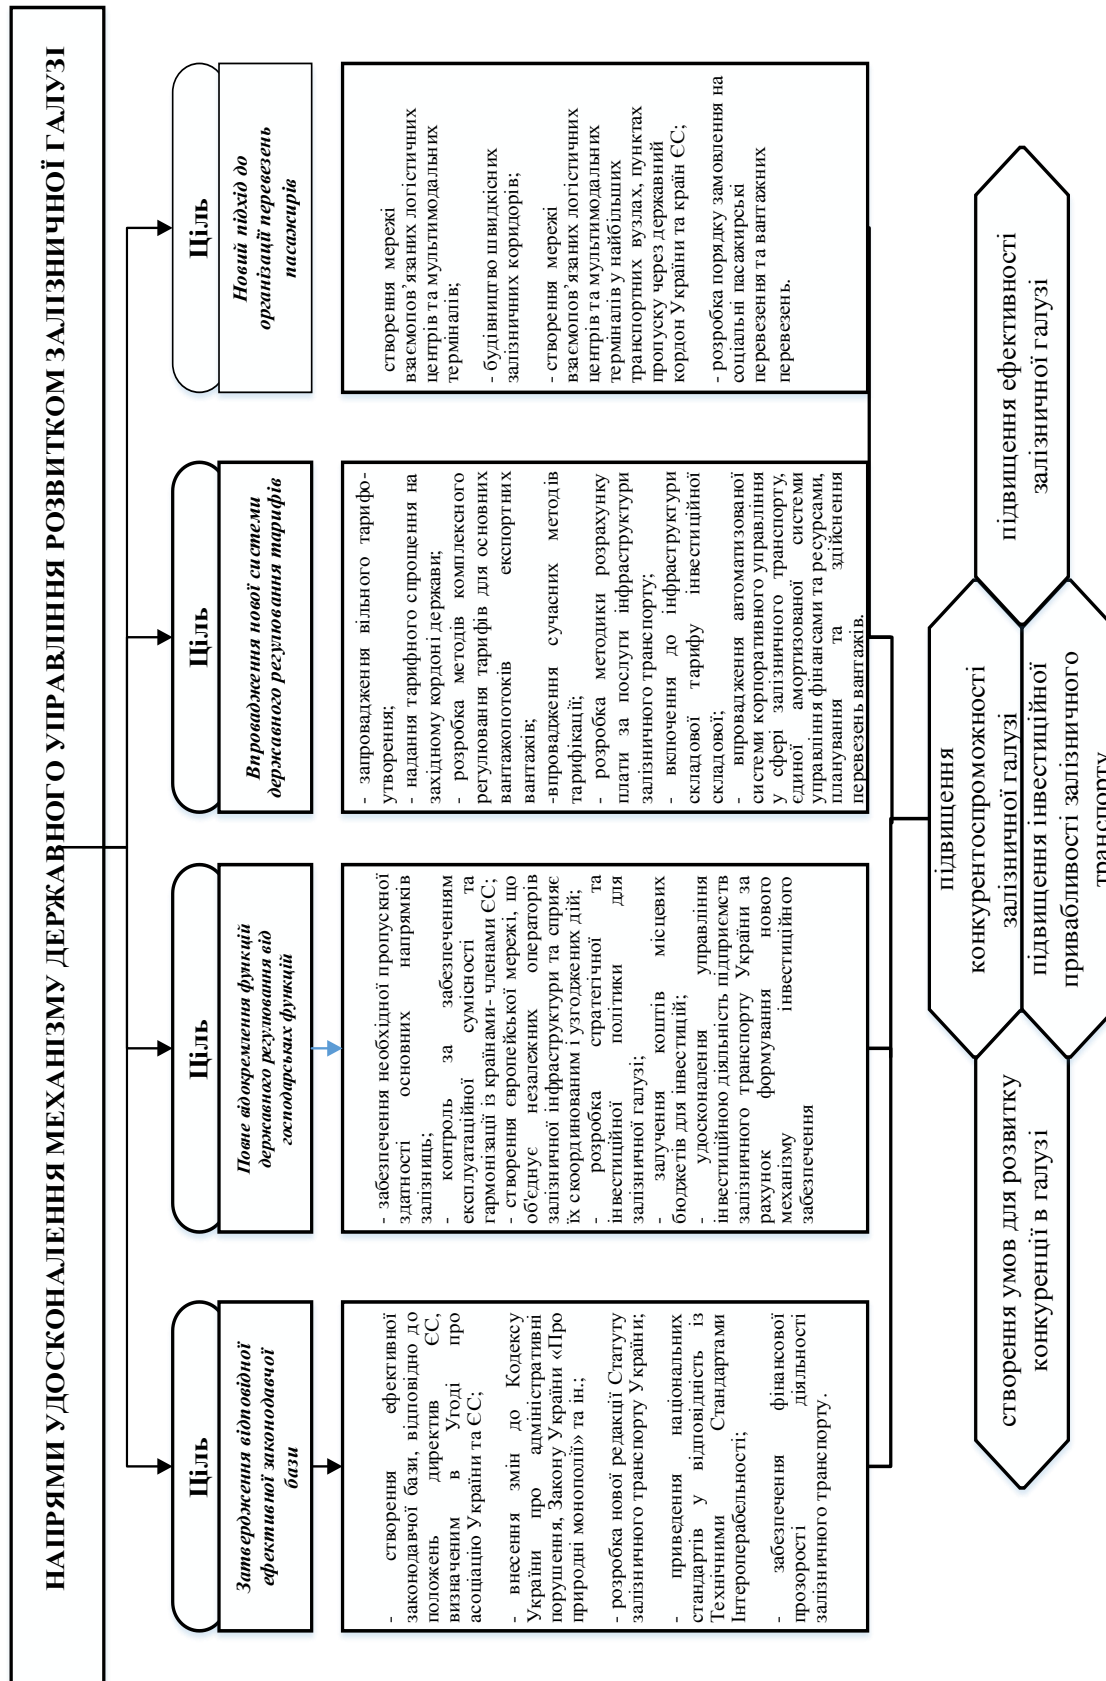 НАПРЯМИ УДОСКОНАЛЕННЯ МЕХАНІЗМУ ДЕРЖАВНОГО УПРАВЛІННЯ РОЗВИТКОМ ЗАЛІЗНИЧНОЇ ГАЛУЗІ
Ціль
Затвердження відповідної
ефективної законодавчої
бази
- створення ефективної
законодавчої бази, відповідно до
положень директив ЄС,
визначеним в Угоді про
асоціацію України та ЄС;
- внесення змін до Кодексу
України про адміністративні
порушення, Закону України «Про
природні монополії» та ін.;
- розробка нової редакції Статуту
залізничного транспорту України;
- приведення національних
стандартів у відповідність із
Технічними Стандартами
Інтероперабельності;
- забезпечення фінансової
прозорості діяльності
залізничного транспорту.
Ціль
Повне відокремлення функцій
державного регулювання від
господарських функцій
- забезпечення необхідної пропускної
здатності основних напрямків
залізниць;
- контроль за забезпеченням
експлуатаційної сумісності та
гармонізації із країнами- членами ЄС;
- створення європейської мережі, що
об'єднує незалежних операторів
залізничної інфраструктури та сприяє
їх скоординованим і узгоджених дій;
- розробка стратегічної та
інвестиційної політики для
залізничної галузі;
- залучення коштів місцевих
бюджетів для інвестицій;
- удосконалення управління
інвестиційною діяльність підприємств
залізничного транспорту України за
рахунок формування нового
механізму інвестиційного
забезпечення
Ціль
Впровадження нової системи
державного регулювання тарифів
- запровадження вільного тарифо-
утворення;
- надання тарифного спрощення на
західному кордоні держави;
- розробка методів комплексного
регулювання тарифів для основних
вантажопотоків експортних
вантажів;
-впровадження сучасних методів
тарифікації;
- розробка методики розрахунку
плати за послуги інфраструктури
залізничного транспорту;
- включення до інфраструктури
складової тарифу інвестиційної
складової;
- впровадження автоматизованої
системи корпоративного управління
у сфері залізничного транспорту,
єдиної амортизованої системи
управління фінансами та ресурсами,
планування та здійснення
перевезень вантажів.
Ціль
Новий підхід до
організації перевезень
пасажирів
створення мережі
взаємопов'язаних логістичних
центрів та мультимодальних
терміналів;
- будівництво швидкісних
залізничних коридорів;
- створення мережі
взаємопов'язаних логістичних
центрів та мультимодальних
терміналів у найбільших
транспортних вузлах, пунктах
пропуску через державний
кордон України та країн ЄС;
- розробка порядку замовлення на
соціальні пасажирські
перевезення та вантажних
перевезень.
створення умов для розвитку
конкуренції в галузі
підвищення
конкурентоспроможності
залізничної галузі
підвищення інвестиційної
привабливості залізничного
транспорту
підвищення ефективності
залізничної галузі